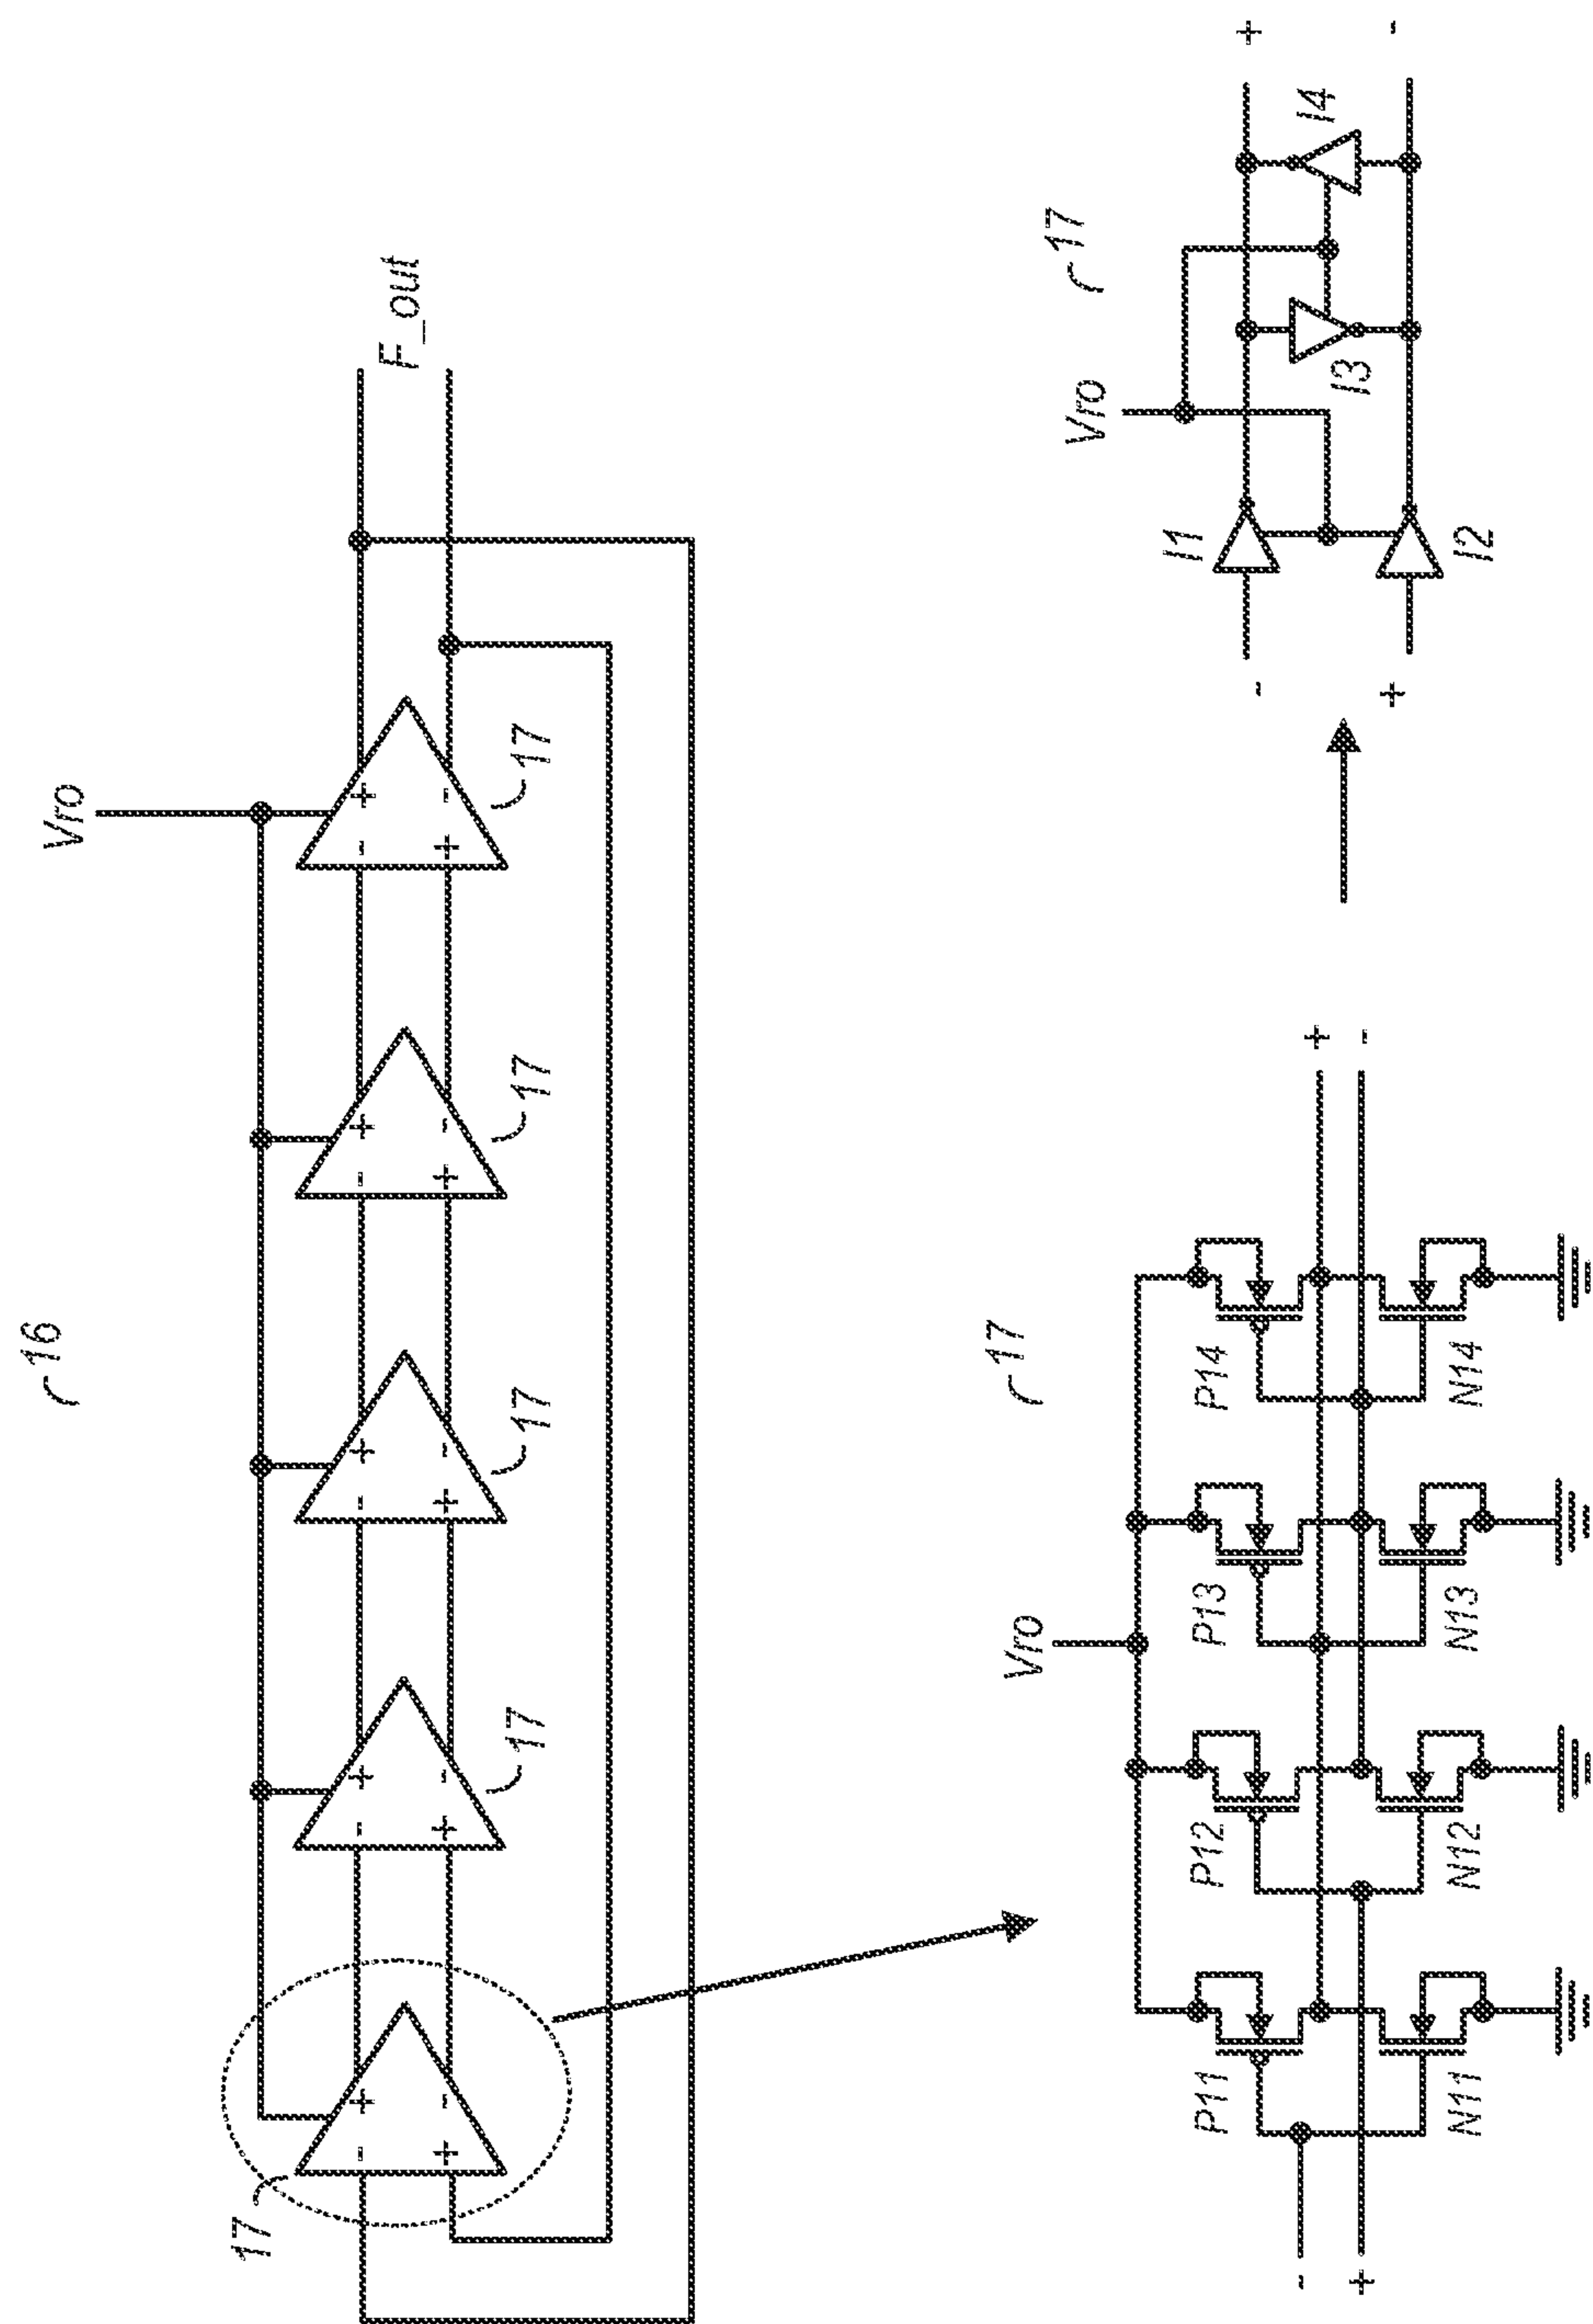 16
Vro
F_out
17
+
-
-
+
17
+
-
-
+
17
+
-
-
+
17
+
-
-
+
17
+
-
-
+
17
Vro
P11
P12
P13
P14
N11
N12
N13
N14
-
+
+
-
17
Vro
I1
I2
I3
I4
-
+
+
-